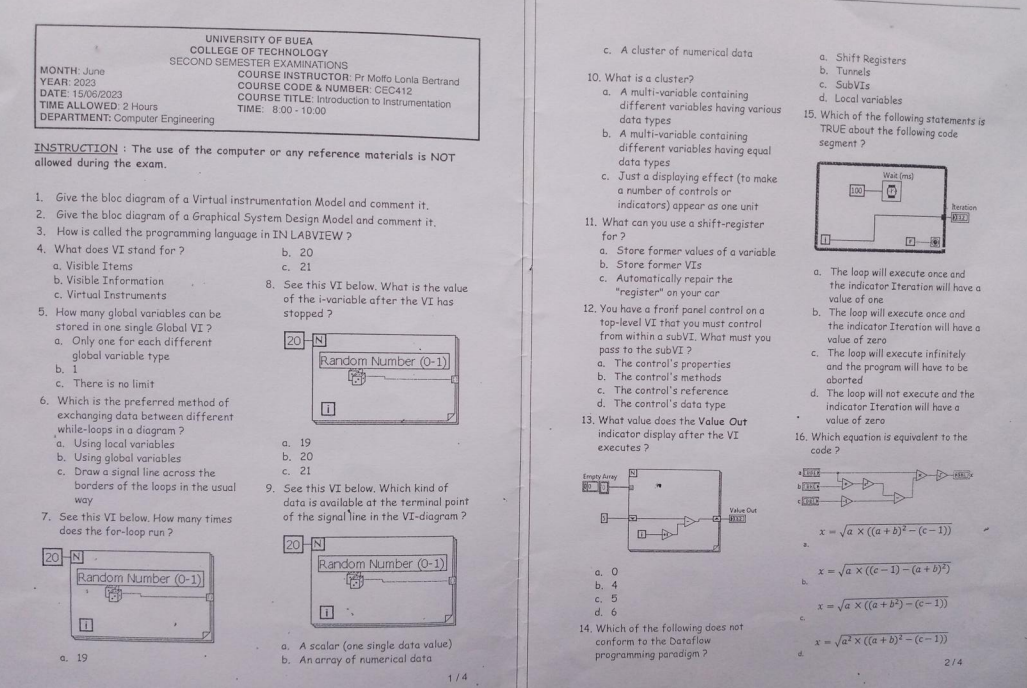 UNIVERSITY OF BUEA
COLLEGE OF TECHNOLOGY
SECOND SEMESTER EXAMINATIONS
MONTH: June
YEAR: 2023
DATE: 15/06/2023
TIME ALLOWED: 2 Hours
DEPARTMENT: Computer Engineering
COURSE INSTRUCTOR: Pr Moffo Lonla Bertrand
COURSE CODE & NUMBER: CEC412
COURSE TITLE: Introduction to Instrumentation
TIME: 8:00 - 10:00
INSTRUCTION : The use of the computer or any reference materials is NOT
allowed during the exam.
1. Give the bloc diagram of a Virtual instrumentation Model and comment it.
2. Give the bloc diagram of a Graphical System Design Model and comment it.
3. How is called the programming language in IN LABVIEW ?
4. What does VI stand for ?
a. Visible Items
b. Visible Information
c. Virtual Instruments
5. How many global variables can be
stored in one single Global VI ?
a. Only one for each different
global variable type
b. 1
c. There is no limit
6. Which is the preferred method of
exchanging data between different
while-loops in a diagram ?
a. Using local variables
b. Using global variables
c. Draw a signal line across the
borders of the loops in the usual
way
7. See this VI below. How many times
does the for-loop run ?
20 N
Random Number (0-1)
i
a. 19
b. 20
c. 21
8. See this VI below. What is the value
of the i-variable after the VI has
stopped ?
20 N
Random Number (0-1)
i
a. 19
b. 20
c. 21
9. See this VI below. Which kind of
data is available at the terminal point
of the signal line in the VI-diagram ?
20 N
Random Number (0-1)
i
a. A scalar (one single data value)
b. An array of numerical data
1 / 4
c. A cluster of numerical data
10. What is a cluster?
a. A multi-variable containing
different variables having various
data types
b. A multi-variable containing
different variables having equal
data types
c. Just a displaying effect (to make
a number of controls or
indicators) appear as one unit
11. What can you use a shift-register
for ?
a. Store former values of a variable
b. Store former VIs
c. Automatically repair the
"register" on your car
12. You have a fronf panel control on a
top-level VI that you must control
from within a subVI. What must you
pass to the subVI ?
a. The control's properties
b. The control's methods
c. The control's reference
d. The control's data type
13. What value does the Value Out
indicator display after the VI
executes ?
Empty Array
N
5
i
Value Out
a. 0
b. 4
c. 5
d. 6
14. Which of the following does not
conform to the Dataflow
programming paradigm ?
a. Shift Registers
b. Tunnels
c. SubVIs
d. Local variables
15. Which of the following statements is
TRUE about the following code
segment ?
Wait (ms)
100
Iteration
i
F
a. The loop will execute once and
the indicator Iteration will have a
value of one
b. The loop will execute once and
the indicator Iteration will have a
value of zero
c. The loop will execute infinitely
and the program will have to be
aborted
d. The loop will not execute and the
indicator Iteration will have a
value of zero
16. Which equation is equivalent to the
code ?
a
b
c
a. x = √(a × ((a + b)² − (c − 1)))
b. x = √(a × ((c − 1) − (a + b)²))
c. x = √(a × ((a + b²) − (c − 1)))
d. x = √(a² × ((a + b)² − (c − 1)))
2 / 4